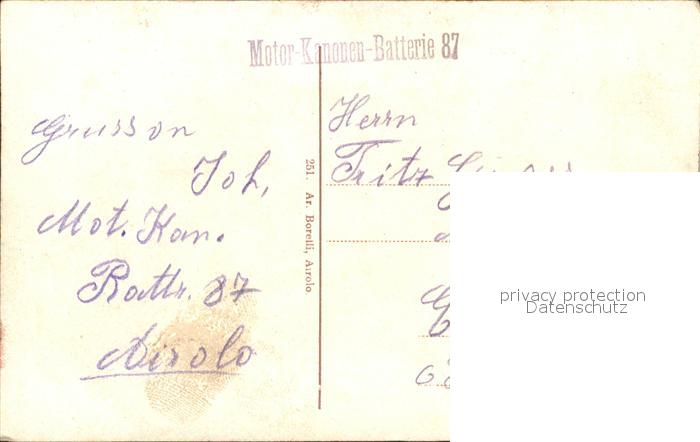 Motor-Kanonen-Batterie 87
Gruss von
Joh,
Mot. Kan.
Battr. 87
Airolo
251. Ar. Borelli, Airolo.
Herrn
Fritz
privacy protection
Datenschutz